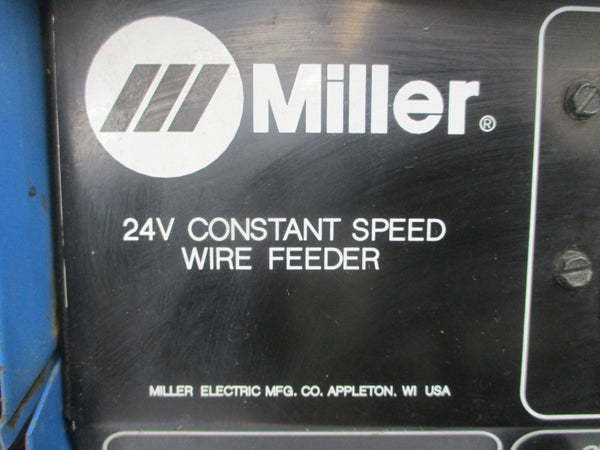 Miller®
24V CONSTANT SPEED
WIRE FEEDER
MILLER ELECTRIC MFG. CO. APPLETON, WI USA